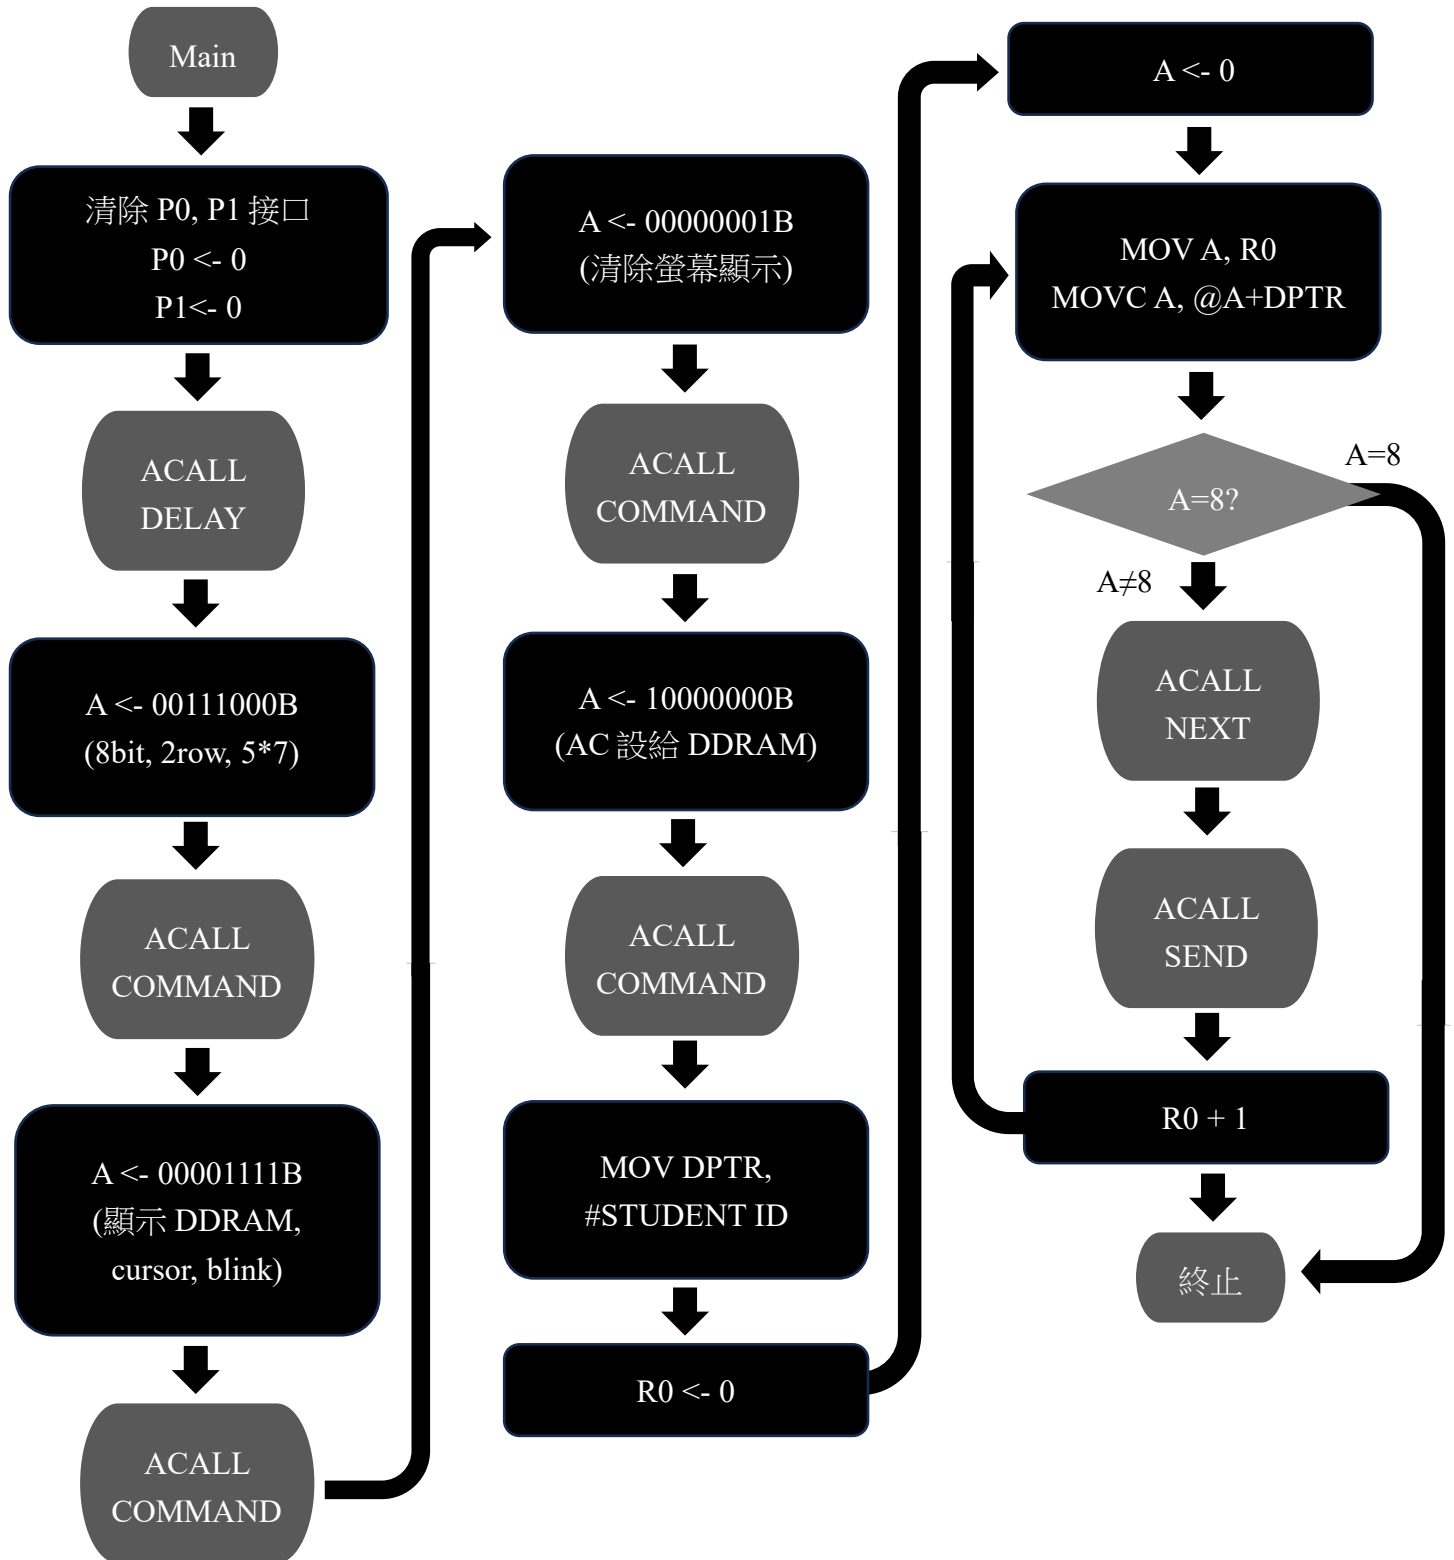 Main
清除 P0, P1 接口
P0 <- 0
P1<- 0
ACALL
DELAY
A <- 00111000B
(8bit, 2row, 5*7)
ACALL
COMMAND
A <- 00001111B
(顯示 DDRAM,
cursor, blink)
ACALL
COMMAND
A <- 00000001B
(清除螢幕顯示)
ACALL
COMMAND
A <- 10000000B
(AC 設給 DDRAM)
ACALL
COMMAND
MOV DPTR,
#STUDENT ID
R0 <- 0
A <- 0
MOV A, R0
MOVC A, @A+DPTR
A=8?
A=8
A≠8
ACALL
NEXT
ACALL
SEND
R0 + 1
終止